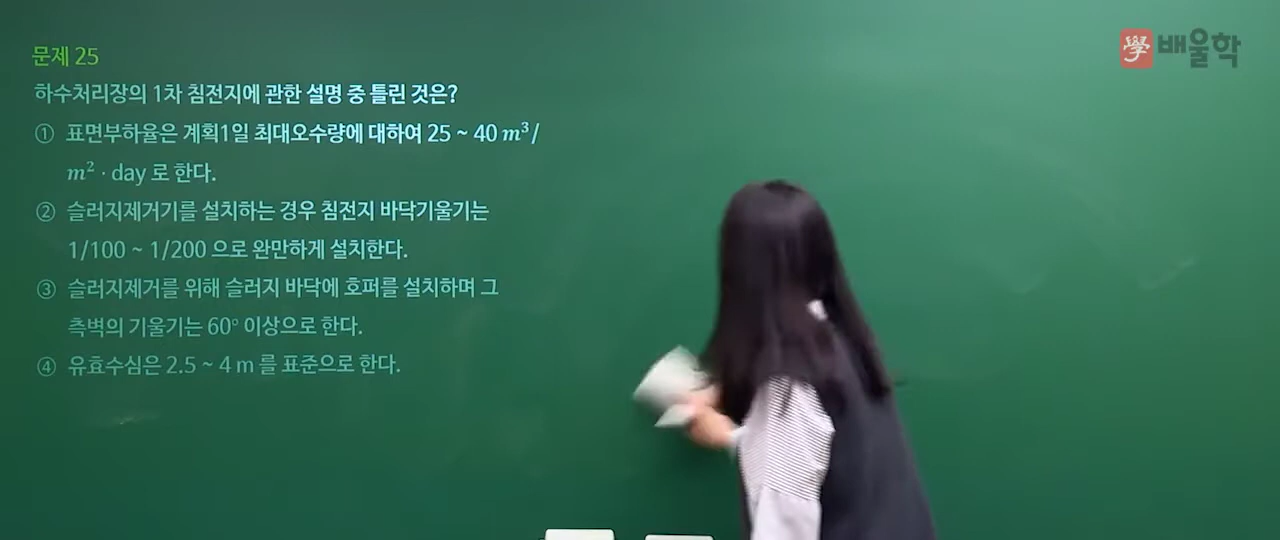 學 배울학
문제 25
하수처리장의 1차 침전지에 관한 설명 중 틀린 것은?
① 표면부하율은 계획1일 최대오수량에 대하여 25 ~ 40 m³/
m² · day 로 한다.
② 슬러지제거기를 설치하는 경우 침전지 바닥기울기는
1/100 ~ 1/200 으로 완만하게 설치한다.
③ 슬러지제거를 위해 슬러지 바닥에 호퍼를 설치하며 그
측벽의 기울기는 60° 이상으로 한다.
④ 유효수심은 2.5 ~ 4 m 를 표준으로 한다.